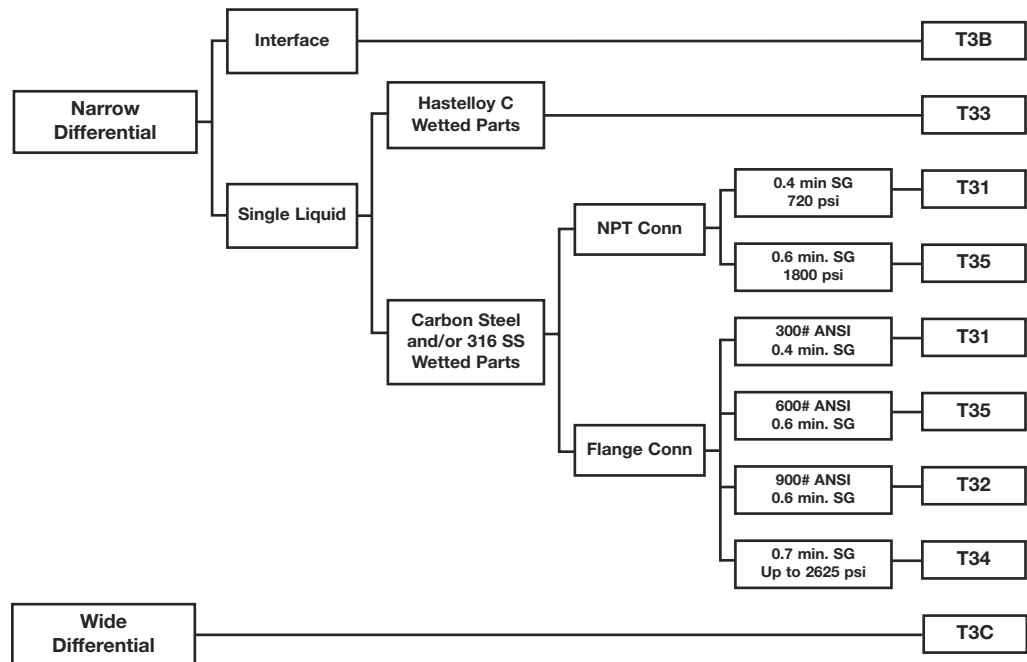 Interface
T3B
Narrow
Differential
Hastelloy C
Wetted Parts
T33
Single Liquid
0.4 min SG
720 psi
T31
NPT Conn
0.6 min. SG
1800 psi
T35
Carbon Steel
and/or 316 SS
Wetted Parts
300# ANSI
0.4 min. SG
T31
600# ANSI
0.6 min. SG
T35
Flange Conn
900# ANSI
0.6 min. SG
T32
0.7 min. SG
Up to 2625 psi
T34
Wide
Differential
T3C